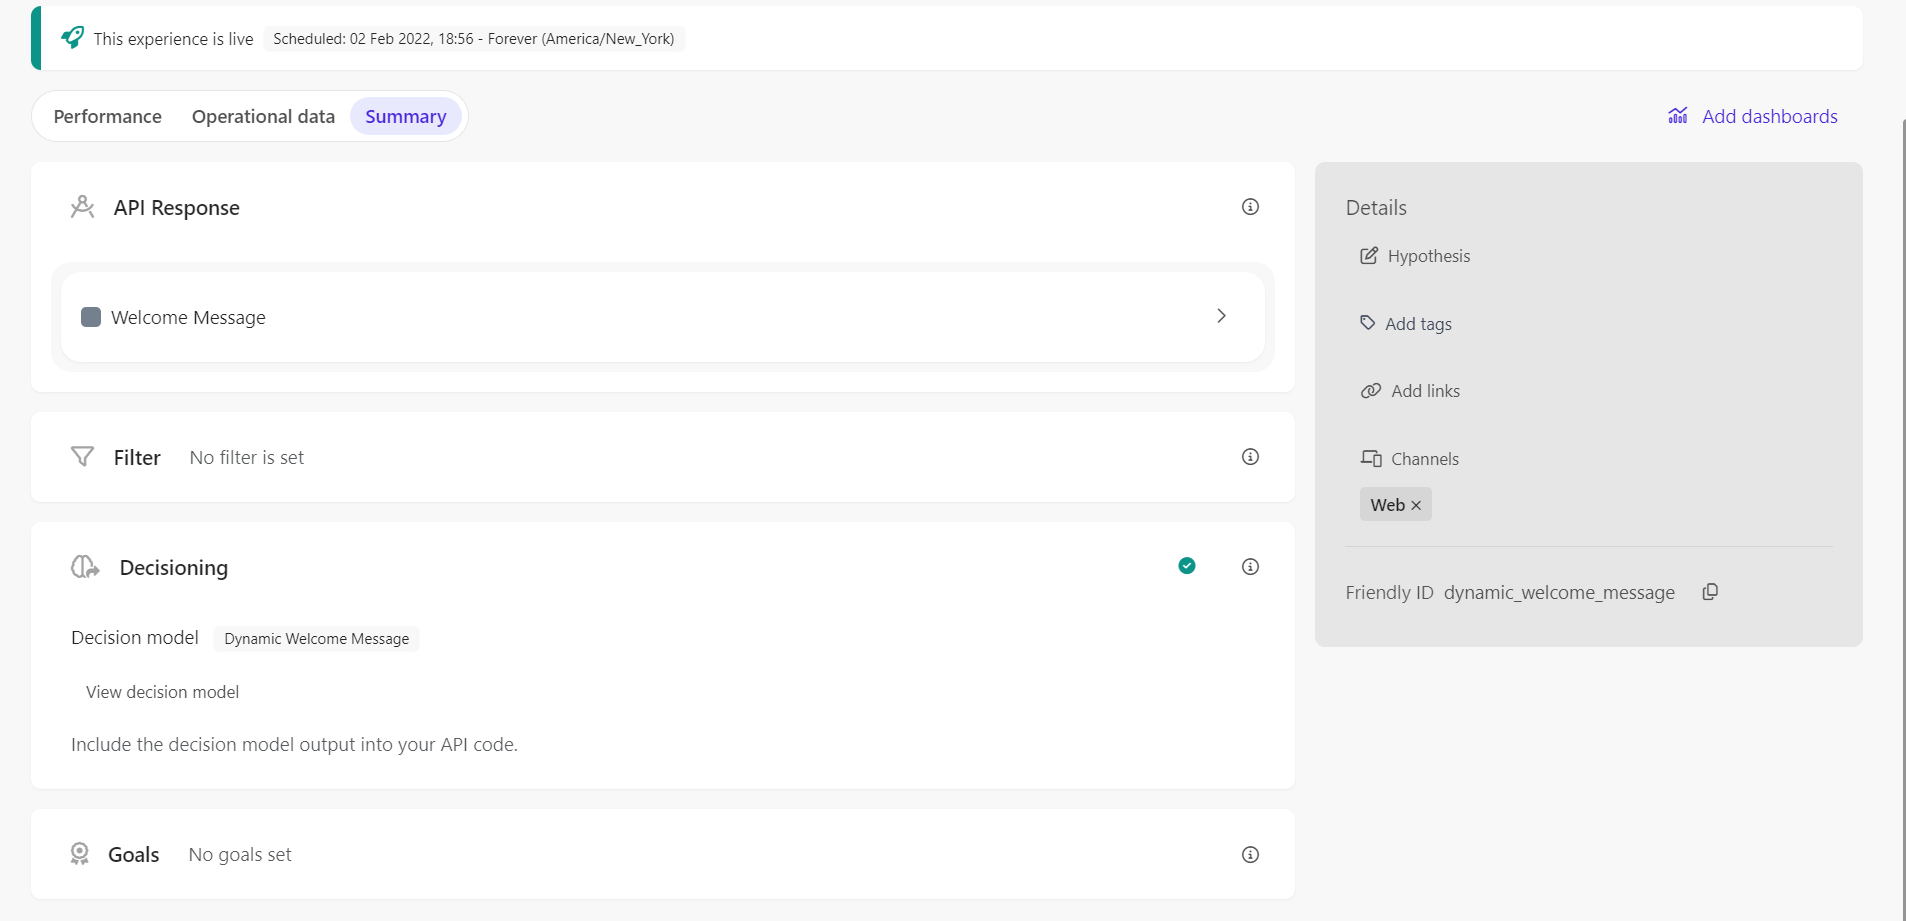 This experience is live Scheduled: 02 Feb 2022, 18:56 - Forever (America/New_York)
Performance Operational data Summary
Add dashboards
API Response
Welcome Message
Filter No filter is set
Decisioning
Decision model Dynamic Welcome Message
View decision model
Include the decision model output into your API code.
Goals No goals set
Details
Hypothesis
Add tags
Add links
Channels
Web ×
Friendly ID dynamic_welcome_message